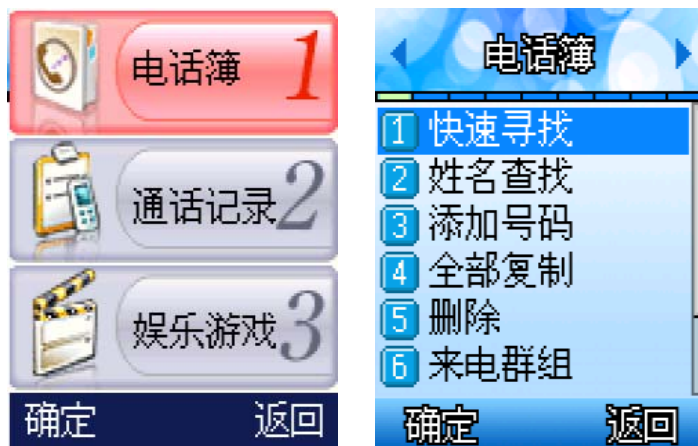 电话簿 1
通话记录 2
娱乐游戏 3
确定 返回
电话簿
1 快速寻找
2 姓名查找
3 添加号码
4 全部复制
5 删除
6 来电群组
确定 返回